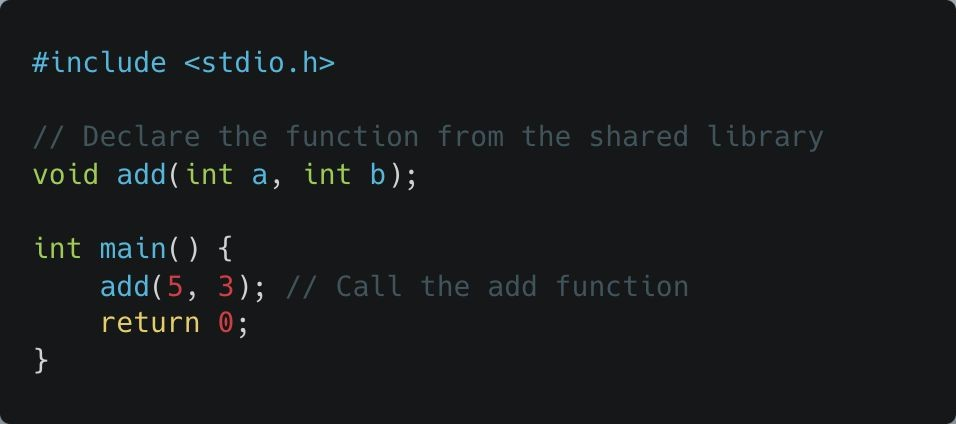 #include <stdio.h>
// Declare the function from the shared library
void add(int a, int b);
int main() {
    add(5, 3); // Call the add function
    return 0;
}